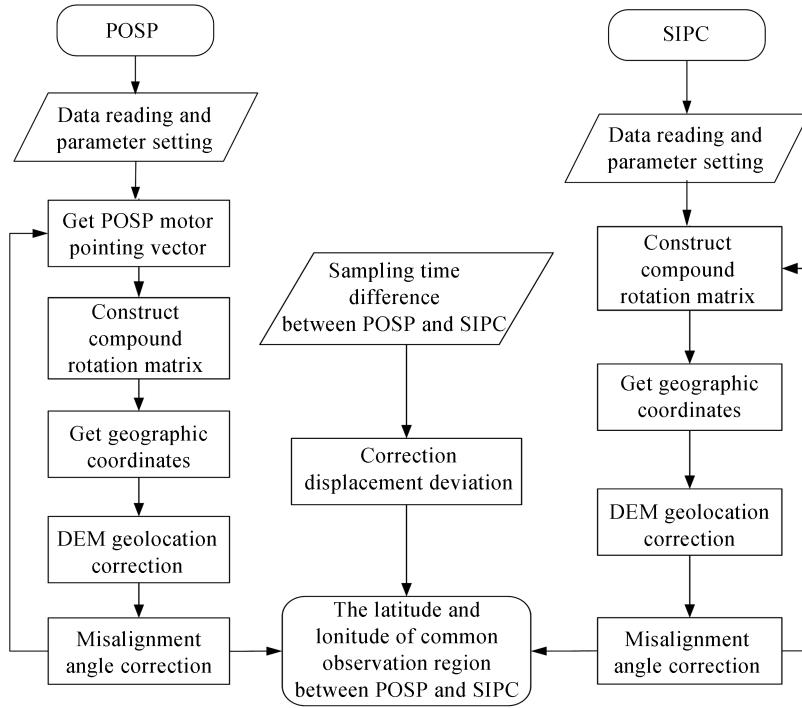 POSP
Data reading and
parameter setting
Get POSP motor
pointing vector
Construct
compound
rotation matrix
Get geographic
coordinates
DEM geolocation
correction
Misalignment
angle correction
Sampling time
difference
between POSP and SIPC
Correction
displacement deviation
The latitude and
lonitude of common
observation region
between POSP and SIPC
SIPC
Data reading and
parameter setting
Construct
compound
rotation matrix
Get geographic
coordinates
DEM geolocation
correction
Misalignment
angle correction